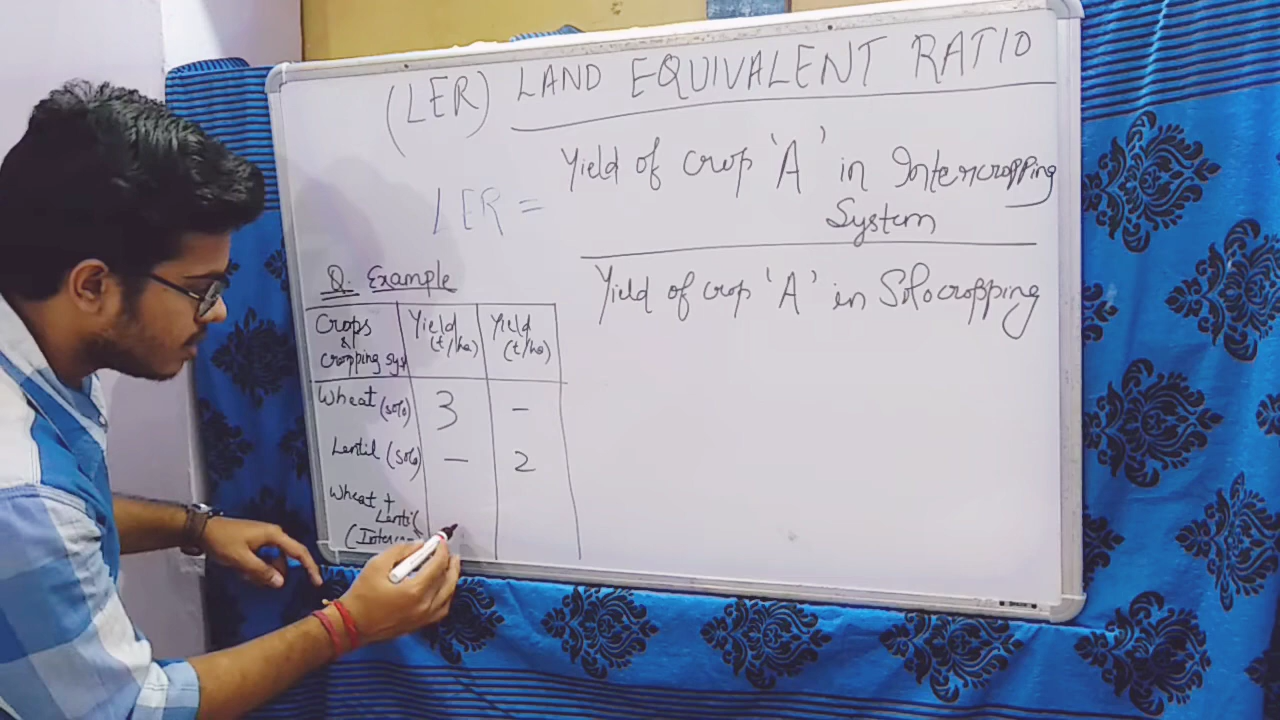 (LER) LAND EQUIVALENT RATIO
LER =
Yield of crop 'A' in Intercropping
System
Yield of crop 'A' in Solocropping
Q. Example
Crops
&
cropping sys
Yield
(t/ha)
Yield
(t/ha)
Wheat (solo) 3 -
Lentil (solo) - 2
Wheat +
Lentil